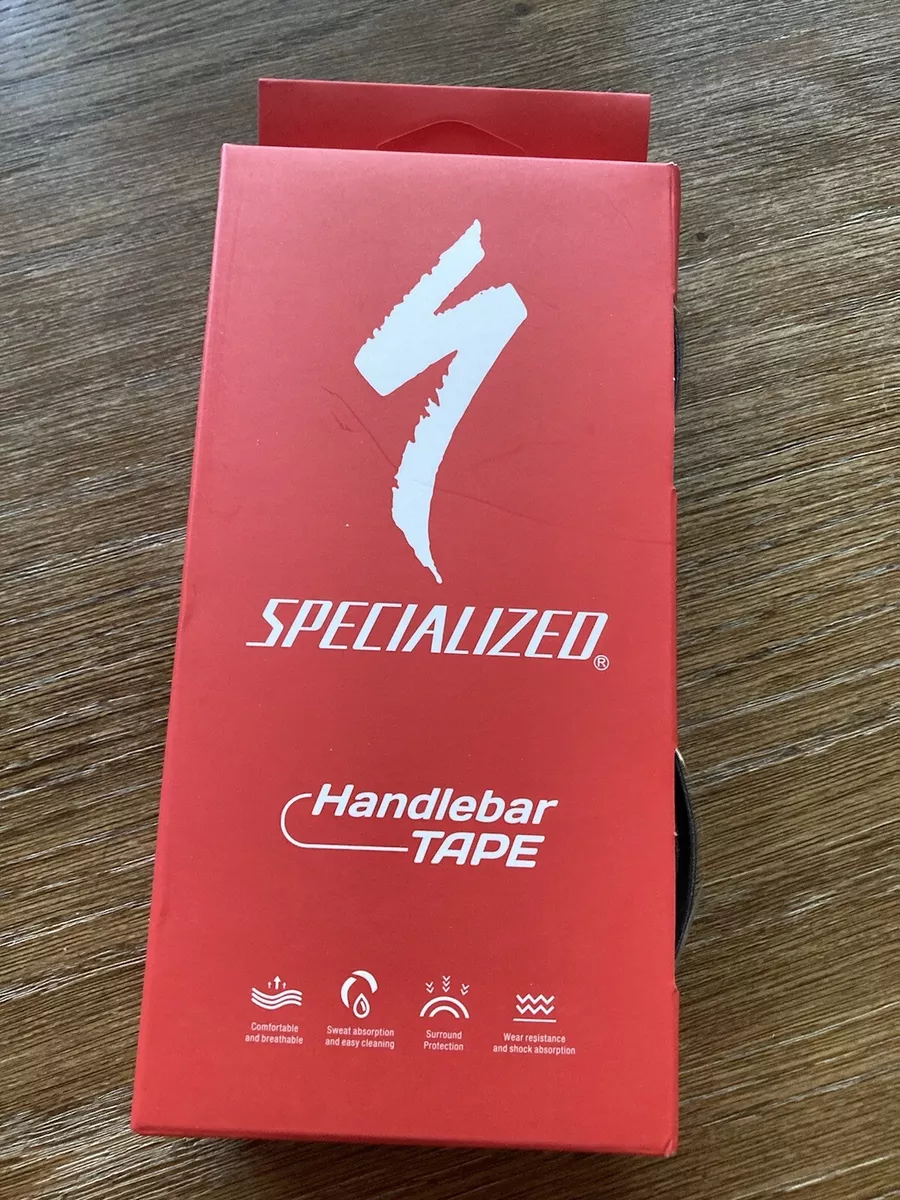 SPECIALIZED®
Handlebar
TAPE
Comfortable
and breathable
Sweat absorption
and easy cleaning
Surround
Protection
Wear resistance
and shock absorption